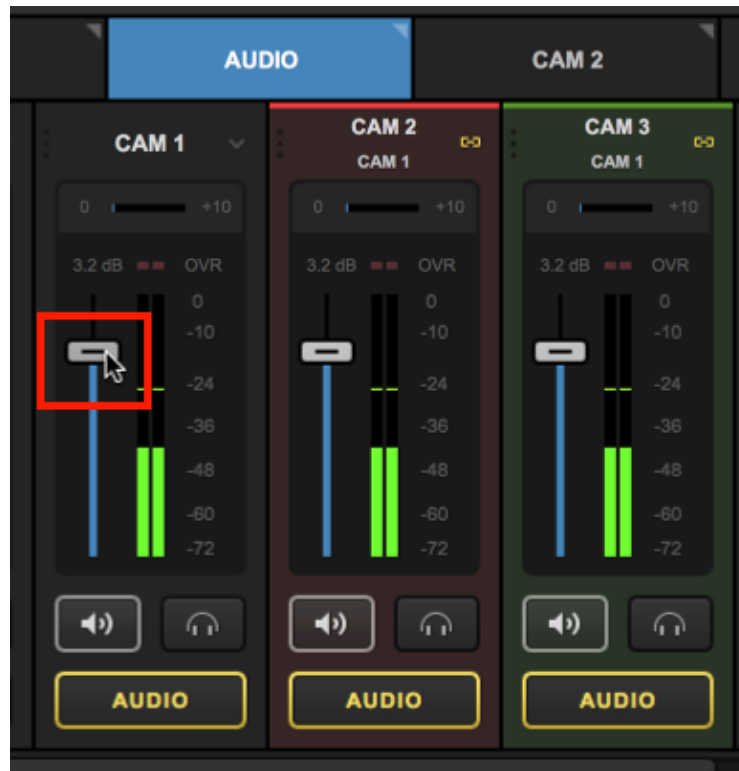 AUDIO CAM 2
CAM 1 CAM 2 CAM 3
CAM 1 CAM 1
0 +10 0 +10 0 +10
3.2 dB OVR 3.2 dB OVR 3.2 dB OVR
0 0 0
-10 -10 -10
-24 -24 -24
-36 -36 -36
-48 -48 -48
-60 -60 -60
-72 -72 -72
AUDIO AUDIO AUDIO